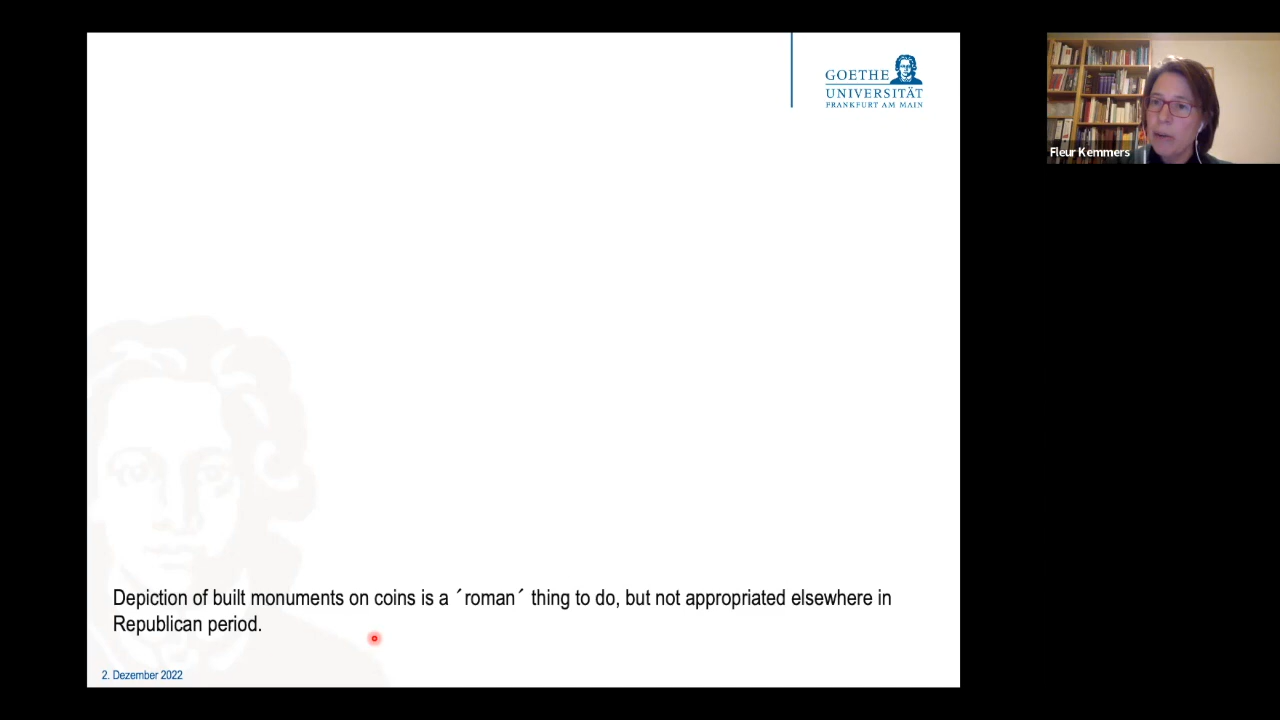 GOETHE
UNIVERSITÄT
FRANKFURT AM MAIN
Fleur Kemmers
Depiction of built monuments on coins is a ´roman´ thing to do, but not appropriated elsewhere in
Republican period.
2. Dezember 2022